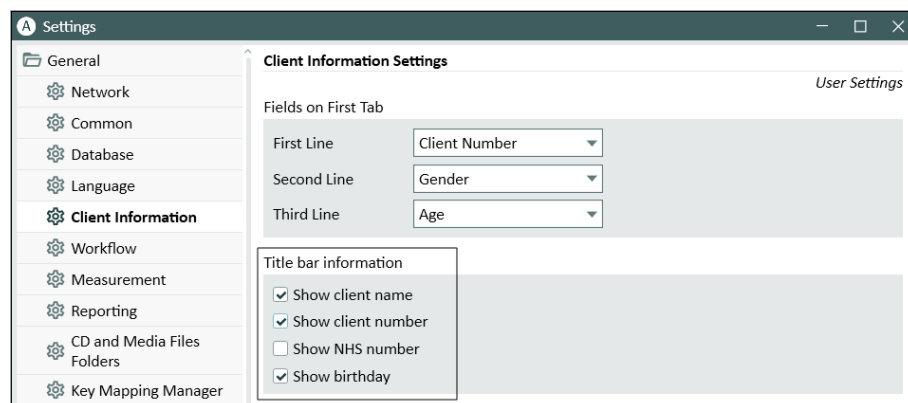 A Settings
General
Network
Common
Database
Language
Client Information
Workflow
Measurement
Reporting
CD and Media Files
Folders
Key Mapping Manager
Client Information Settings
User Settings
Fields on First Tab
First Line Client Number
Second Line Gender
Third Line Age
Title bar information
Show client name
Show client number
Show NHS number
Show birthday